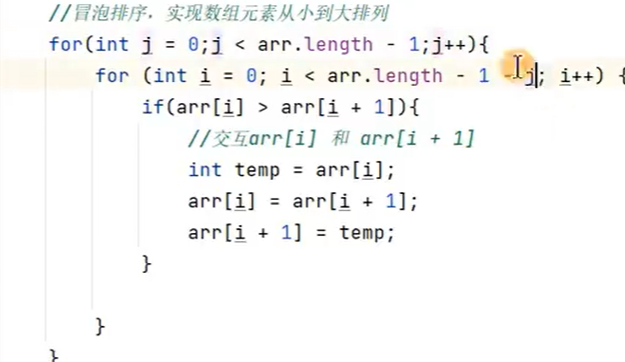 //冒泡排序，实现数组元素从小到大排列
for(int j = 0;j < arr.length - 1;j++){
for (int i = 0; i < arr.length - 1 - j; i++) {
if(arr[i] > arr[i + 1]){
//交互arr[i] 和 arr[i + 1]
int temp = arr[i];
arr[i] = arr[i + 1];
arr[i + 1] = temp;
}
}
}